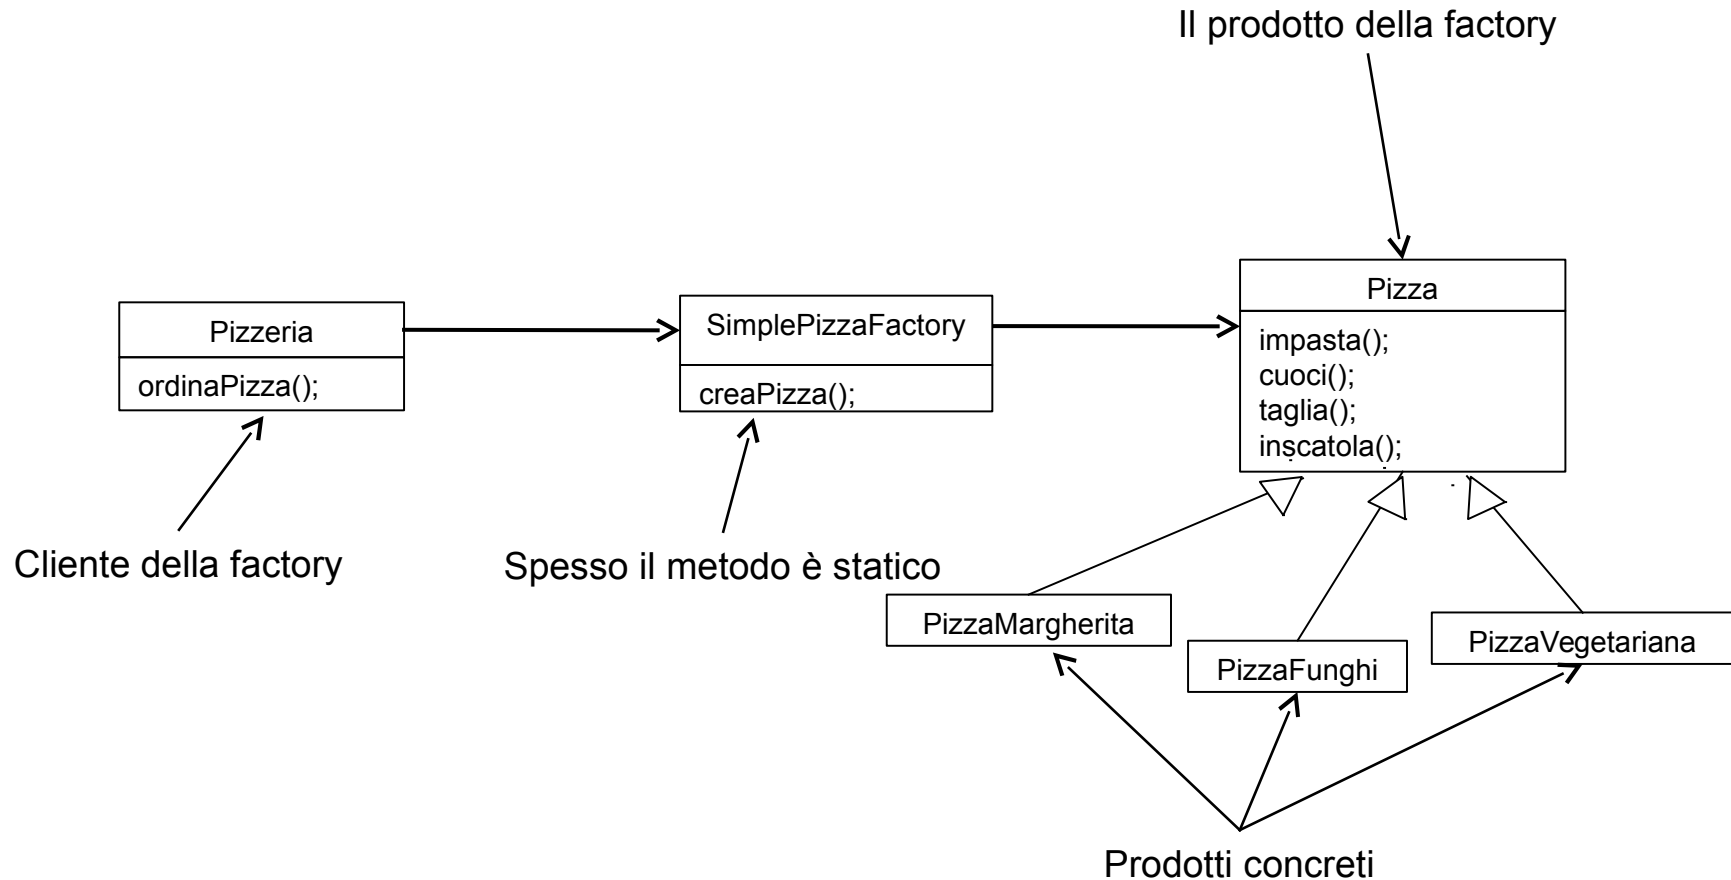 Il prodotto della factory
Pizzeria
ordinaPizza();
SimplePizzaFactory
creaPizza();
Pizza
impasta();
cuoci();
taglia();
inscatola();
Cliente della factory
Spesso il metodo è statico
PizzaMargherita
PizzaFunghi
PizzaVegetariana
Prodotti concreti